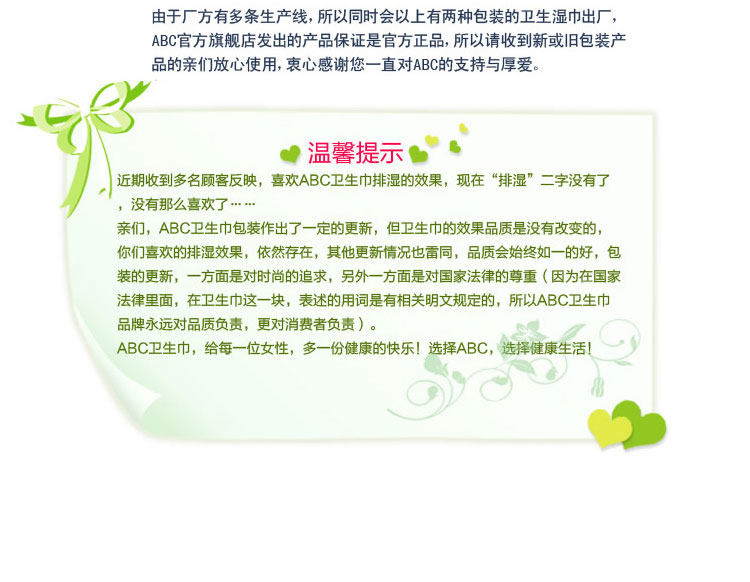 由于厂方有多条生产线，所以同时会以上有两种包装的卫生湿巾出厂，
ABC官方旗舰店发出的产品保证是官方正品，所以请收到新或旧包装产
品的亲们放心使用，衷心感谢您一直对ABC的支持与厚爱。
温馨提示
近期收到多名顾客反映，喜欢ABC卫生巾排湿的效果，现在“排湿”二字没有了
，没有那么喜欢了……
亲们，ABC卫生巾包装作出了一定的更新，但卫生巾的效果品质是没有改变的，
你们喜欢的排湿效果，依然存在，其他更新情况也雷同，品质会始终如一的好，包
装的更新，一方面是对时尚的追求，另外一方面是对国家法律的尊重（因为在国家
法律里面，在卫生巾这一块，表述的用词是有相关明文规定的，所以ABC卫生巾
品牌永远对品质负责，更对消费者负责）。
ABC卫生巾，给每一位女性，多一份健康的快乐！选择ABC，选择健康生活！